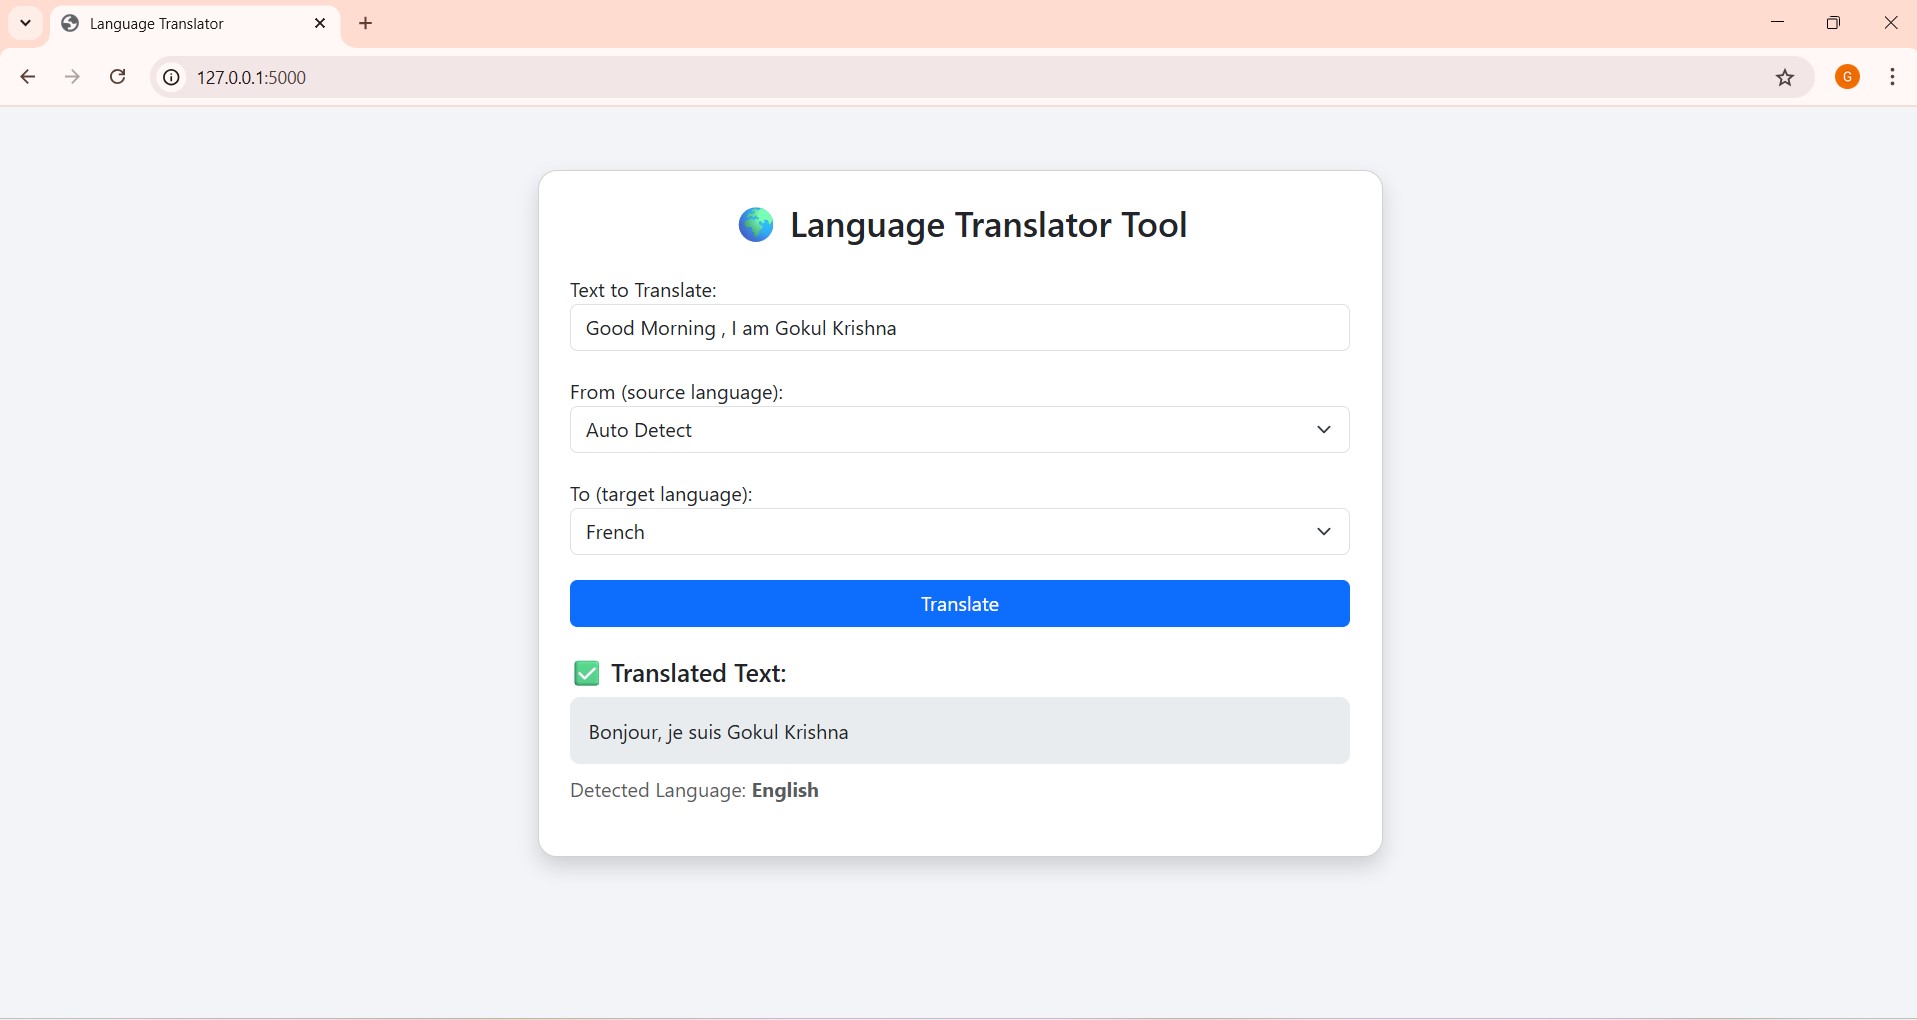 Language Translator
127.0.0.1:5000
G
Language Translator Tool
Text to Translate:
Good Morning , I am Gokul Krishna
From (source language):
Auto Detect
To (target language):
French
Translate
Translated Text:
Bonjour, je suis Gokul Krishna
Detected Language: English